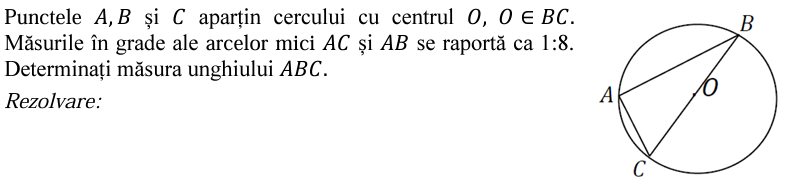 Punctele A, B și C aparțin cercului cu centrul O, O ∈ BC.
Măsurile în grade ale arcelor mici AC și AB se raportă ca 1:8.
Determinați măsura unghiului ABC.
Rezolvare:
B
O
A
C